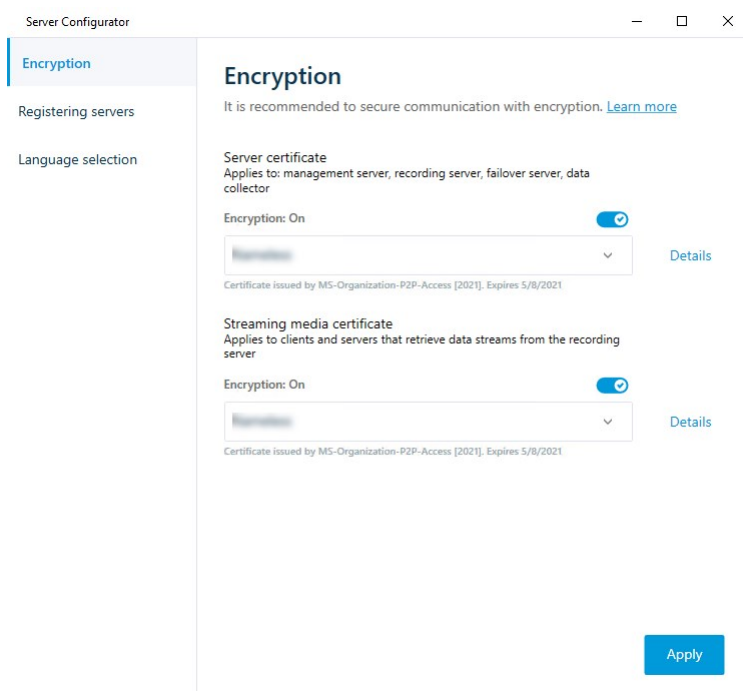 Server Configurator
Encryption
Registering servers
Language selection
Encryption
It is recommended to secure communication with encryption. Learn more
Server certificate
Applies to: management server, recording server, failover server, data
collector
Encryption: On
Details
Certificate issued by MS-Organization-P2P-Access [2021]. Expires 5/8/2021
Streaming media certificate
Applies to clients and servers that retrieve data streams from the recording
server
Encryption: On
Details
Certificate issued by MS-Organization-P2P-Access [2021]. Expires 5/8/2021
Apply